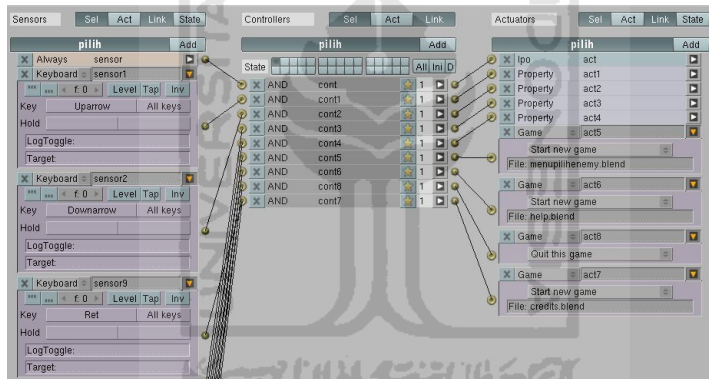 Sensors Sel Act Link State
pilih Add
Always sensor
Keyboard sensor1
f: 0 Level Tap Inv
Key Uparrow All keys
Hold
LogToggle:
Target:
Keyboard sensor2
f: 0 Level Tap Inv
Key Downarrow All keys
Hold
LogToggle:
Target:
Keyboard sensor9
f: 0 Level Tap Inv
Key Ret All keys
Hold
LogToggle:
Target:
Controllers Sel Act Link
pilih Add
State All Ini D
AND cont 1
AND cont1 1
AND cont2 1
AND cont3 1
AND cont4 1
AND cont5 1
AND cont6 1
AND cont8 1
AND cont7 1
Actuators Sel Act Link State
pilih Add
Ipo act
Property act1
Property act2
Property act3
Property act4
Game act5
Start new game
File: menupilihenemy.blend
Game act6
Start new game
File: help.blend
Game act8
Quit this game
Game act7
Start new game
File: credits.blend